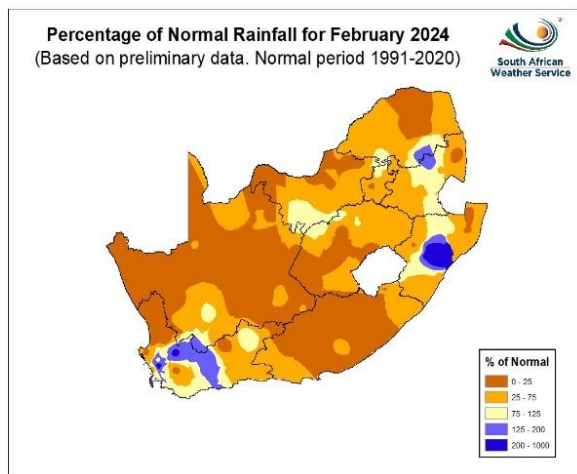 Percentage of Normal Rainfall for February 2024
(Based on preliminary data. Normal period 1991-2020)
South African
Weather Service
% of Normal
0 - 25
25 - 75
75 - 125
125 - 200
200 - 1000